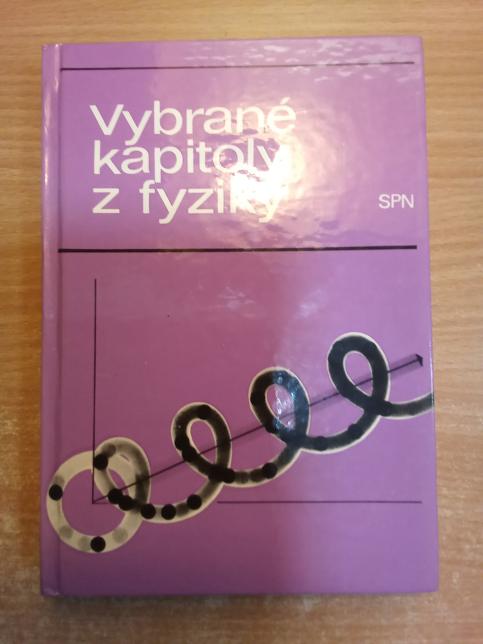 Vybrané
kapitoly
z fyziky
SPN